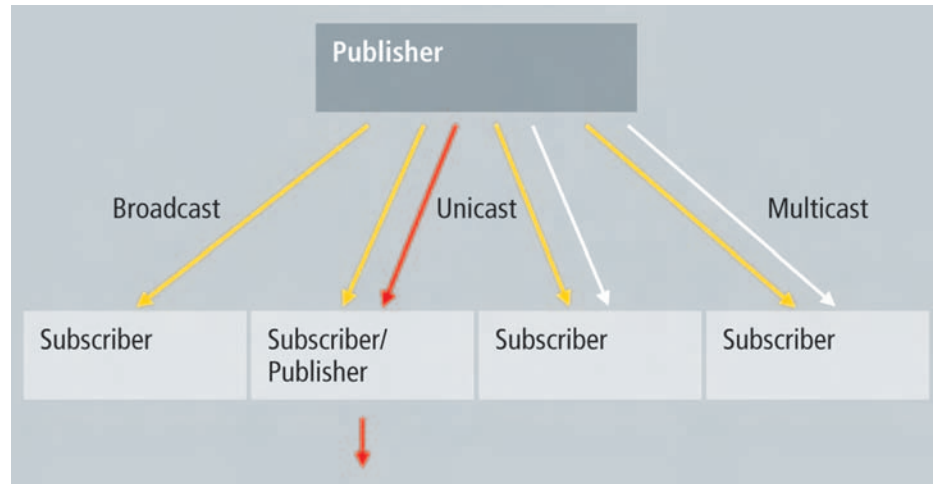 Publisher
Broadcast
Unicast
Multicast
Subscriber
Subscriber/
Publisher
Subscriber
Subscriber